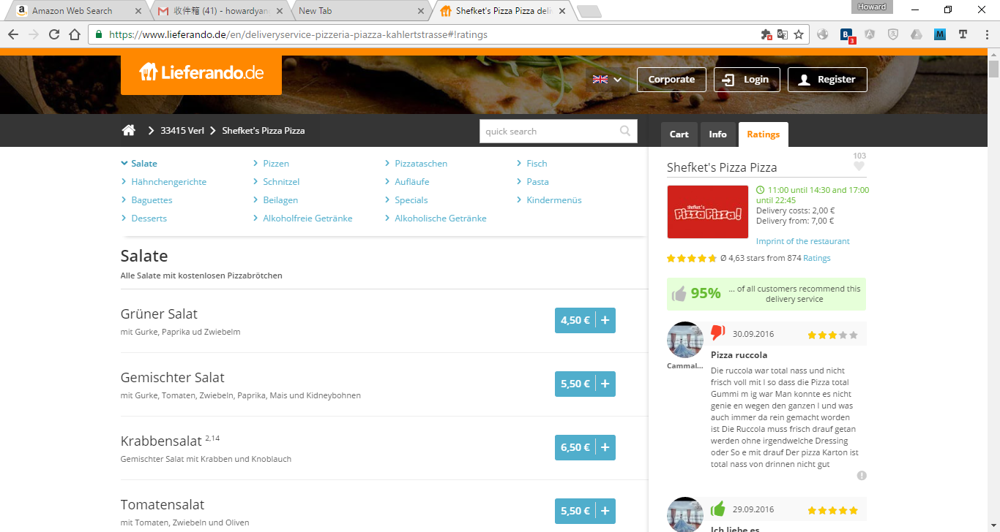 Amazon Web Search
收件箱 (41) - howardyan
New Tab
Shefket's Pizza Pizza deli
Howard
https://www.lieferando.de/en/deliveryservice-pizzeria-piazza-kahlertstrasse#!ratings
Lieferando.de
Corporate
Login
Register
33415 Verl
Shefket's Pizza Pizza
quick search
Cart
Info
Ratings
Salate
Pizzen
Pizzataschen
Fisch
Hähnchengerichte
Schnitzel
Aufläufe
Pasta
Baguettes
Beilagen
Specials
Kindermenüs
Desserts
Alkoholfreie Getränke
Alkoholische Getränke
Salate
Alle Salate mit kostenlosen Pizzabrötchen
Grüner Salat
mit Gurke, Paprika ud Zwiebelm
4,50 € +
Gemischter Salat
mit Gurke, Tomaten, Zwiebeln, Paprika, Mais und Kidneybohnen
5,50 € +
Krabbensalat 2,14
Gemischter Salat mit Krabben und Knoblauch
6,50 € +
Tomatensalat
mit Tomaten, Zwiebeln und Oliven
5,50 € +
103
Shefket's Pizza Pizza
shefket's
Pizza Pizza!
11:00 until 14:30 and 17:00
until 22:45
Delivery costs: 2,00 €
Delivery from: 7,00 €
Imprint of the restaurant
Ø 4,63 stars from 874 Ratings
95%
... of all customers recommend this
delivery service
30.09.2016
Cammal...
Pizza ruccola
Die ruccola war total nass und nicht
frisch voll mit l so dass die Pizza total
Gummi m ig war Man konnte es nicht
genie en wegen den ganzen l und was
auch immer da rein gemacht worden
ist Die Ruccola muss frisch drauf getan
werden ohne irgendwelche Dressing
oder So e mit drauf Der pizza Karton ist
total nass von drinnen nicht gut
29.09.2016
Ich liebe es